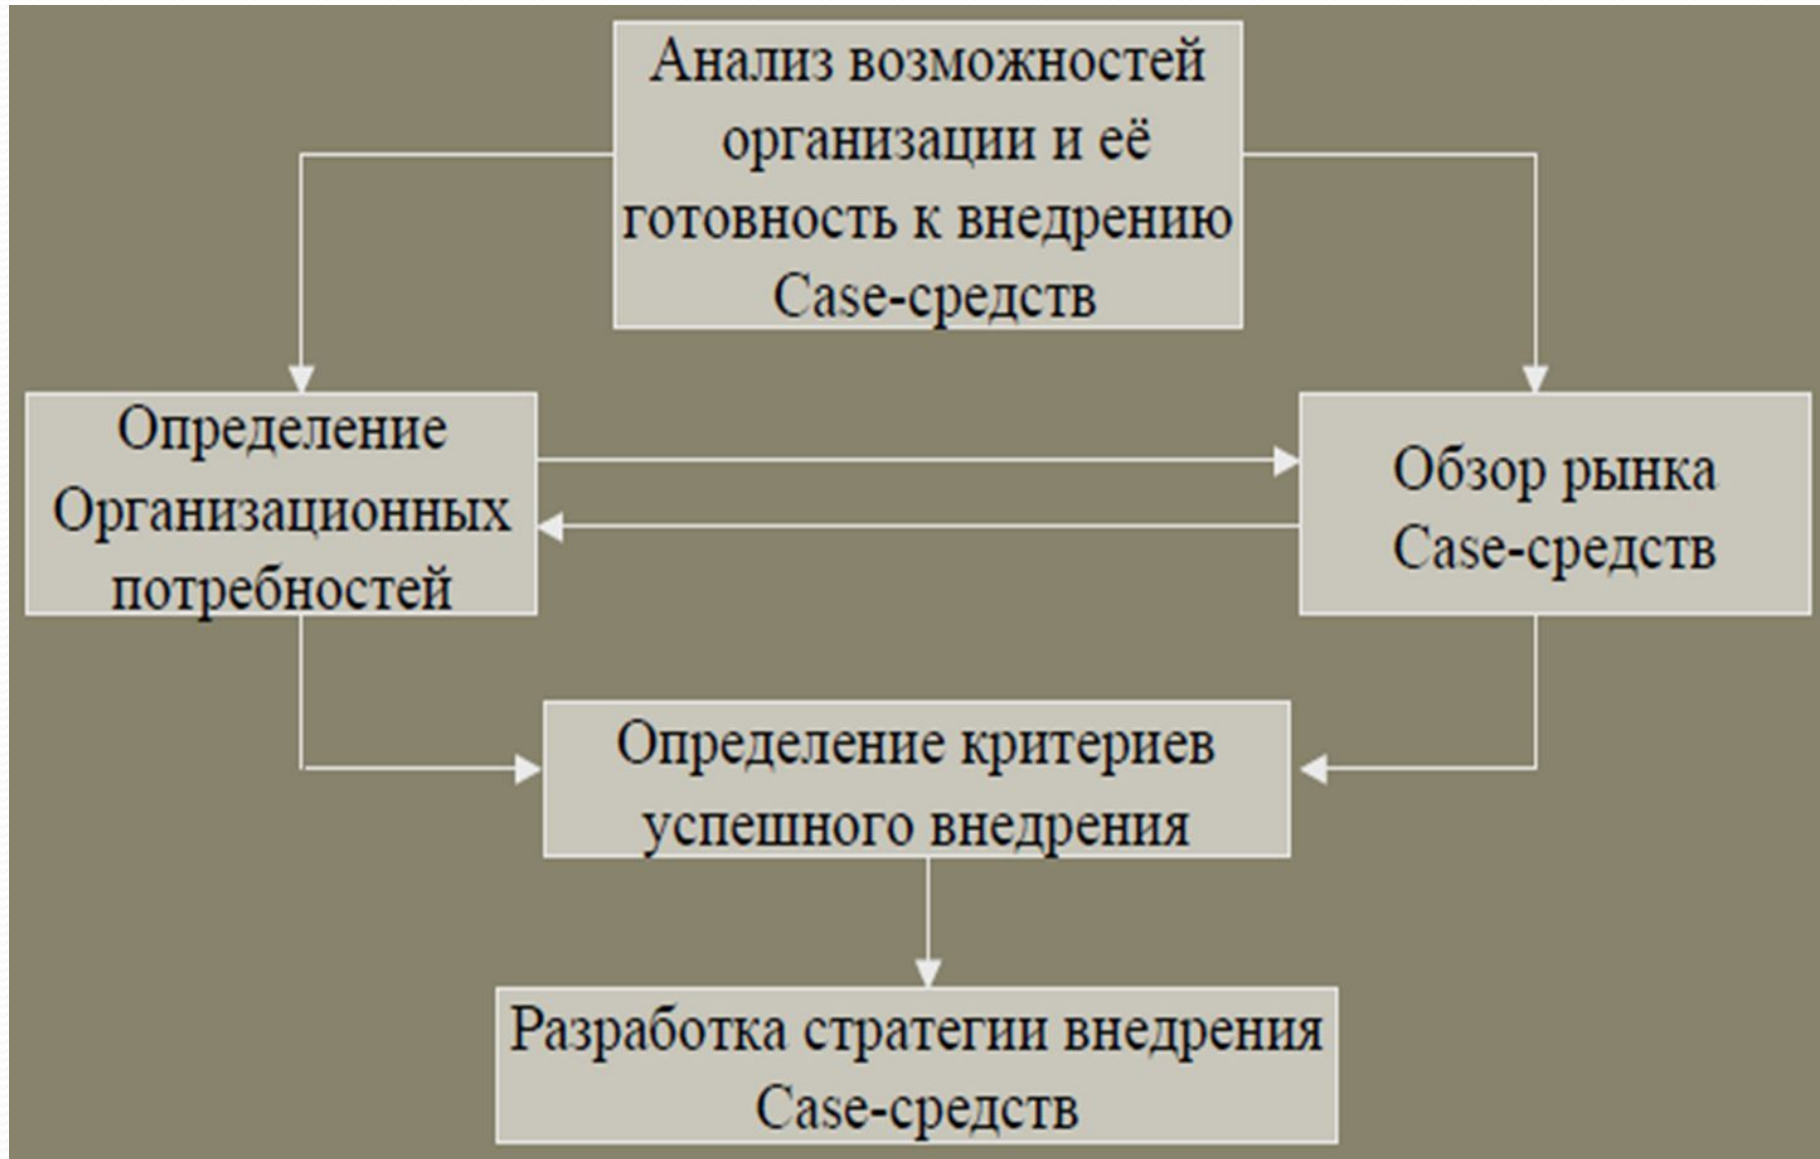 Анализ возможностей
организации и её
готовность к внедрению
Case-средств
Определение
Организационных
потребностей
Обзор рынка
Case-средств
Определение критериев
успешного внедрения
Разработка стратегии внедрения
Case-средств